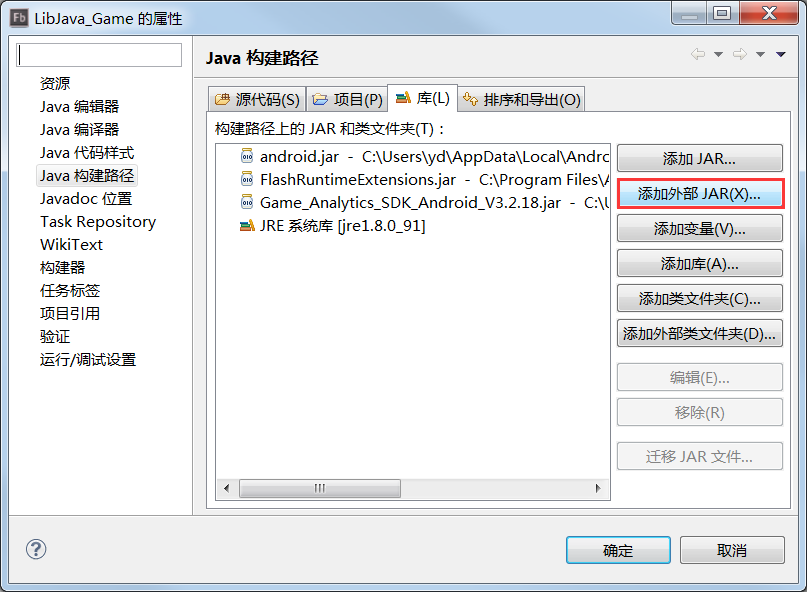 Fb LibJava_Game 的属性
资源
Java 编辑器
Java 编译器
Java 代码样式
Java 构建路径
Javadoc 位置
Task Repository
WikiText
构建器
任务标签
项目引用
验证
运行/调试设置
Java 构建路径
源代码(S) 项目(P) 库(L) 排序和导出(O)
构建路径上的 JAR 和类文件夹(T)：
android.jar - C:\Users\yd\AppData\Local\Andro
FlashRuntimeExtensions.jar - C:\Program Files\A
Game_Analytics_SDK_Android_V3.2.18.jar - C:\U
JRE 系统库 [jre1.8.0_91]
添加 JAR...
添加外部 JAR(X)...
添加变量(V)...
添加库(A)...
添加类文件夹(C)...
添加外部类文件夹(D)...
编辑(E)...
移除(R)
迁移 JAR 文件...
确定 取消